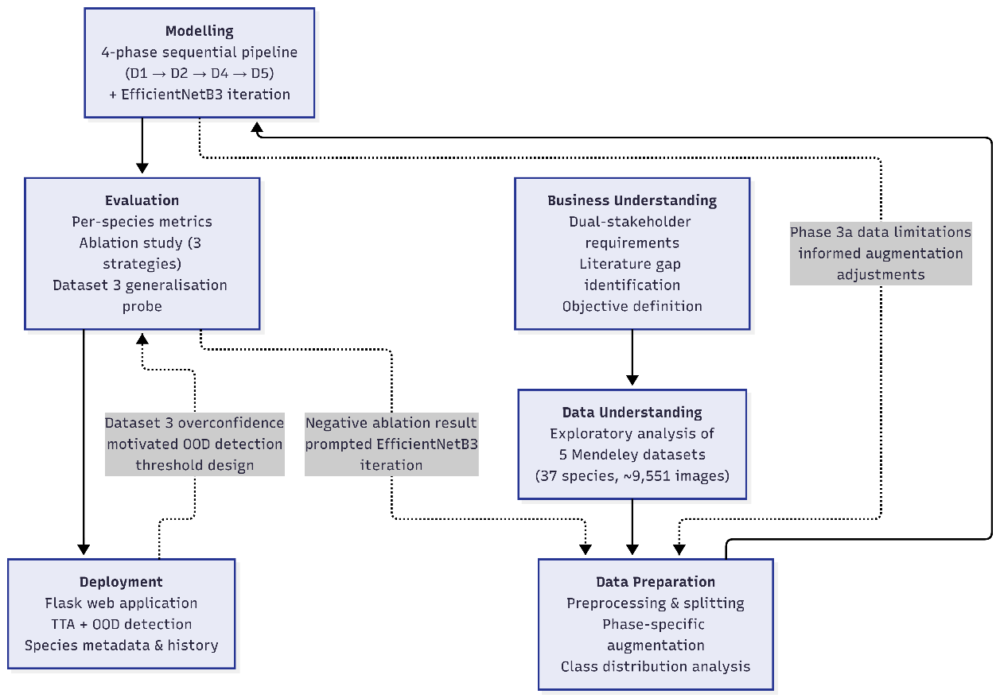 Modelling
4-phase sequential pipeline
(D1 → D2 → D4 → D5)
+ EfficientNetB3 iteration
Evaluation
Per-species metrics
Ablation study (3
strategies)
Dataset 3 generalisation
probe
Business Understanding
Dual-stakeholder
requirements
Literature gap
identification
Objective definition
Phase 3a data limitations
informed augmentation
adjustments
Dataset 3 overconfidence
motivated OOD detection
threshold design
Negative ablation result
prompted EfficientNetB3
iteration
Data Understanding
Exploratory analysis of
5 Mendeley datasets
(37 species, ~9,551 images)
Deployment
Flask web application
TTA + OOD detection
Species metadata & history
Data Preparation
Preprocessing & splitting
Phase-specific
augmentation
Class distribution analysis